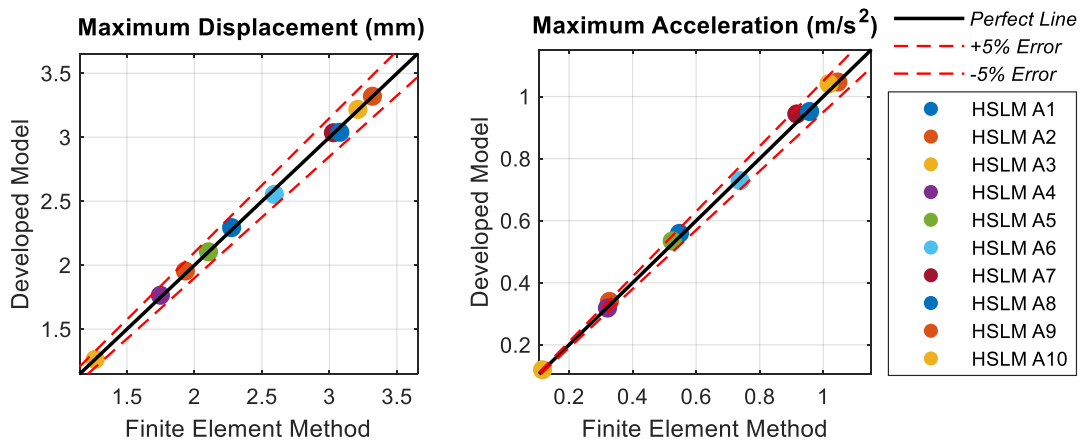 Maximum Displacement (mm)
3.5
3
2.5
2
1.5
1.5
2
2.5
3
3.5
Developed Model
Finite Element Method
Maximum Acceleration (m/s²)
1
0.8
0.6
0.4
0.2
0.2
0.4
0.6
0.8
1
Developed Model
Finite Element Method
Perfect Line
+5% Error
-5% Error
HSLM A1
HSLM A2
HSLM A3
HSLM A4
HSLM A5
HSLM A6
HSLM A7
HSLM A8
HSLM A9
HSLM A10